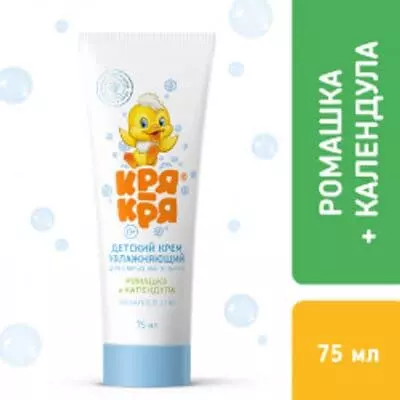 КРЯ
КРЯ
ДЕТСКИЙ КРЕМ
УВЛАЖНЯЮЩИЙ
РОМАШКА
и КАЛЕНДУЛА
75 мл
РОМАШКА
+ КАЛЕНДУЛА
75 мл